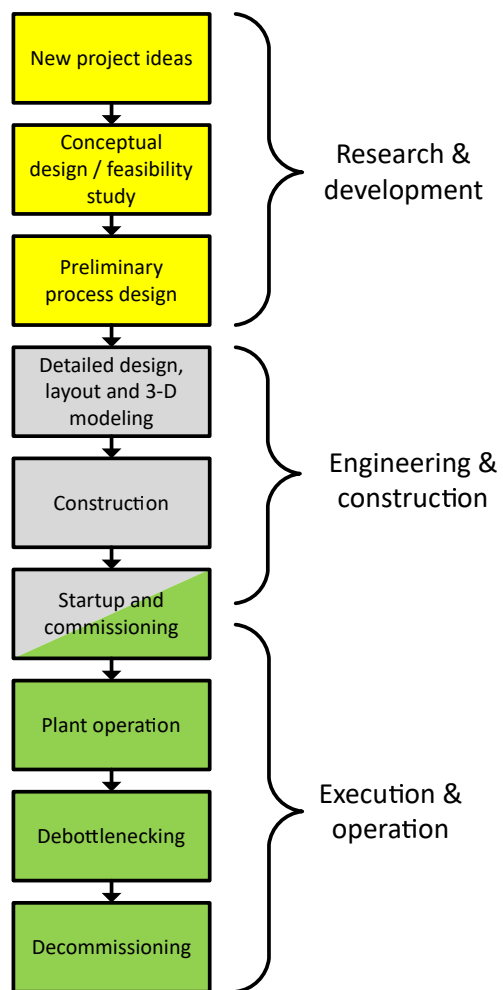 New project ideas
Conceptual
design / feasibility
study
Preliminary
process design
Research &
development
Detailed design,
layout and 3-D
modeling
Construction
Startup and
commissioning
Engineering &
construction
Plant operation
Debottlenecking
Decommissioning
Execution &
operation